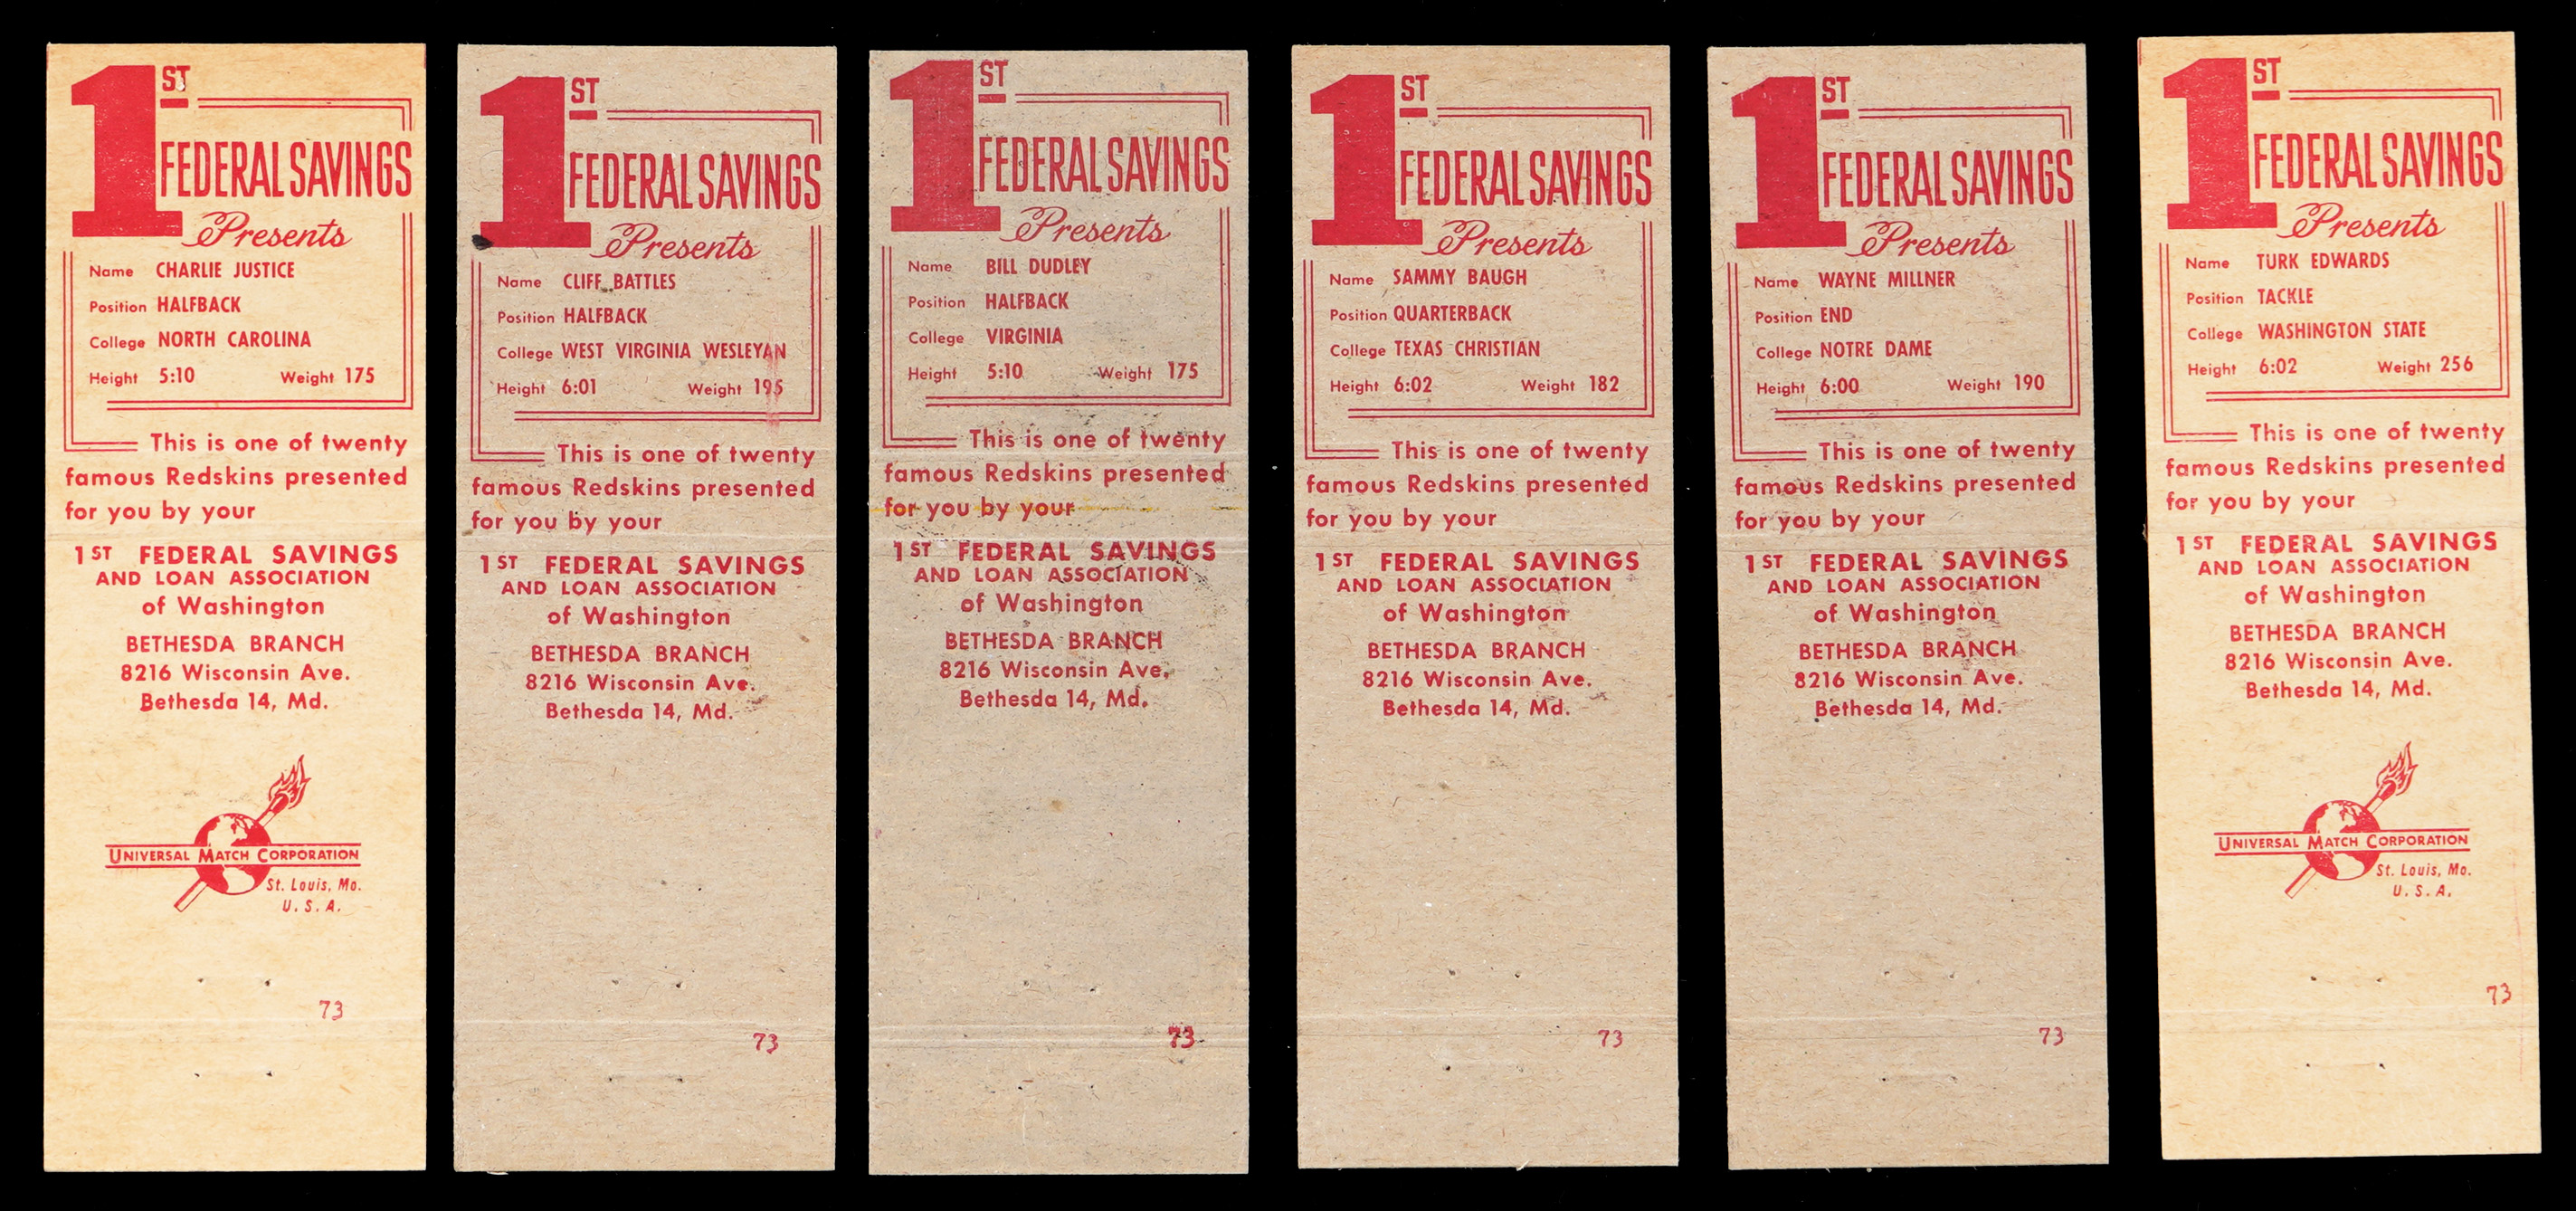 1ST
FEDERAL SAVINGS
Presents
Name CHARLIE JUSTICE
Position HALFBACK
College NORTH CAROLINA
Height 5:10 Weight 175
This is one of twenty
famous Redskins presented
for you by your
1ST FEDERAL SAVINGS
AND LOAN ASSOCIATION
of Washington
BETHESDA BRANCH
8216 Wisconsin Ave.
Bethesda 14, Md.
UNIVERSAL MATCH CORPORATION
St. Louis, Mo.
U. S. A.
73
1ST
FEDERAL SAVINGS
Presents
Name CLIFF BATTLES
Position HALFBACK
College WEST VIRGINIA WESLEYAN
Height 6:01 Weight 195
This is one of twenty
famous Redskins presented
for you by your
1ST FEDERAL SAVINGS
AND LOAN ASSOCIATION
of Washington
BETHESDA BRANCH
8216 Wisconsin Ave.
Bethesda 14, Md.
73
1ST
FEDERAL SAVINGS
Presents
Name BILL DUDLEY
Position HALFBACK
College VIRGINIA
Height 5:10 Weight 175
This is one of twenty
famous Redskins presented
for you by your
1ST FEDERAL SAVINGS
AND LOAN ASSOCIATION
of Washington
BETHESDA BRANCH
8216 Wisconsin Ave.
Bethesda 14, Md.
73
1ST
FEDERAL SAVINGS
Presents
Name SAMMY BAUGH
Position QUARTERBACK
College TEXAS CHRISTIAN
Height 6:02 Weight 182
This is one of twenty
famous Redskins presented
for you by your
1ST FEDERAL SAVINGS
AND LOAN ASSOCIATION
of Washington
BETHESDA BRANCH
8216 Wisconsin Ave.
Bethesda 14, Md.
73
1ST
FEDERAL SAVINGS
Presents
Name WAYNE MILLNER
Position END
College NOTRE DAME
Height 6:00 Weight 190
This is one of twenty
famous Redskins presented
for you by your
1ST FEDERAL SAVINGS
AND LOAN ASSOCIATION
of Washington
BETHESDA BRANCH
8216 Wisconsin Ave.
Bethesda 14, Md.
73
1ST
FEDERAL SAVINGS
Presents
Name TURK EDWARDS
Position TACKLE
College WASHINGTON STATE
Height 6:02 Weight 256
This is one of twenty
famous Redskins presented
for you by your
1ST FEDERAL SAVINGS
AND LOAN ASSOCIATION
of Washington
BETHESDA BRANCH
8216 Wisconsin Ave.
Bethesda 14, Md.
UNIVERSAL MATCH CORPORATION
St. Louis, Mo.
U. S. A.
73